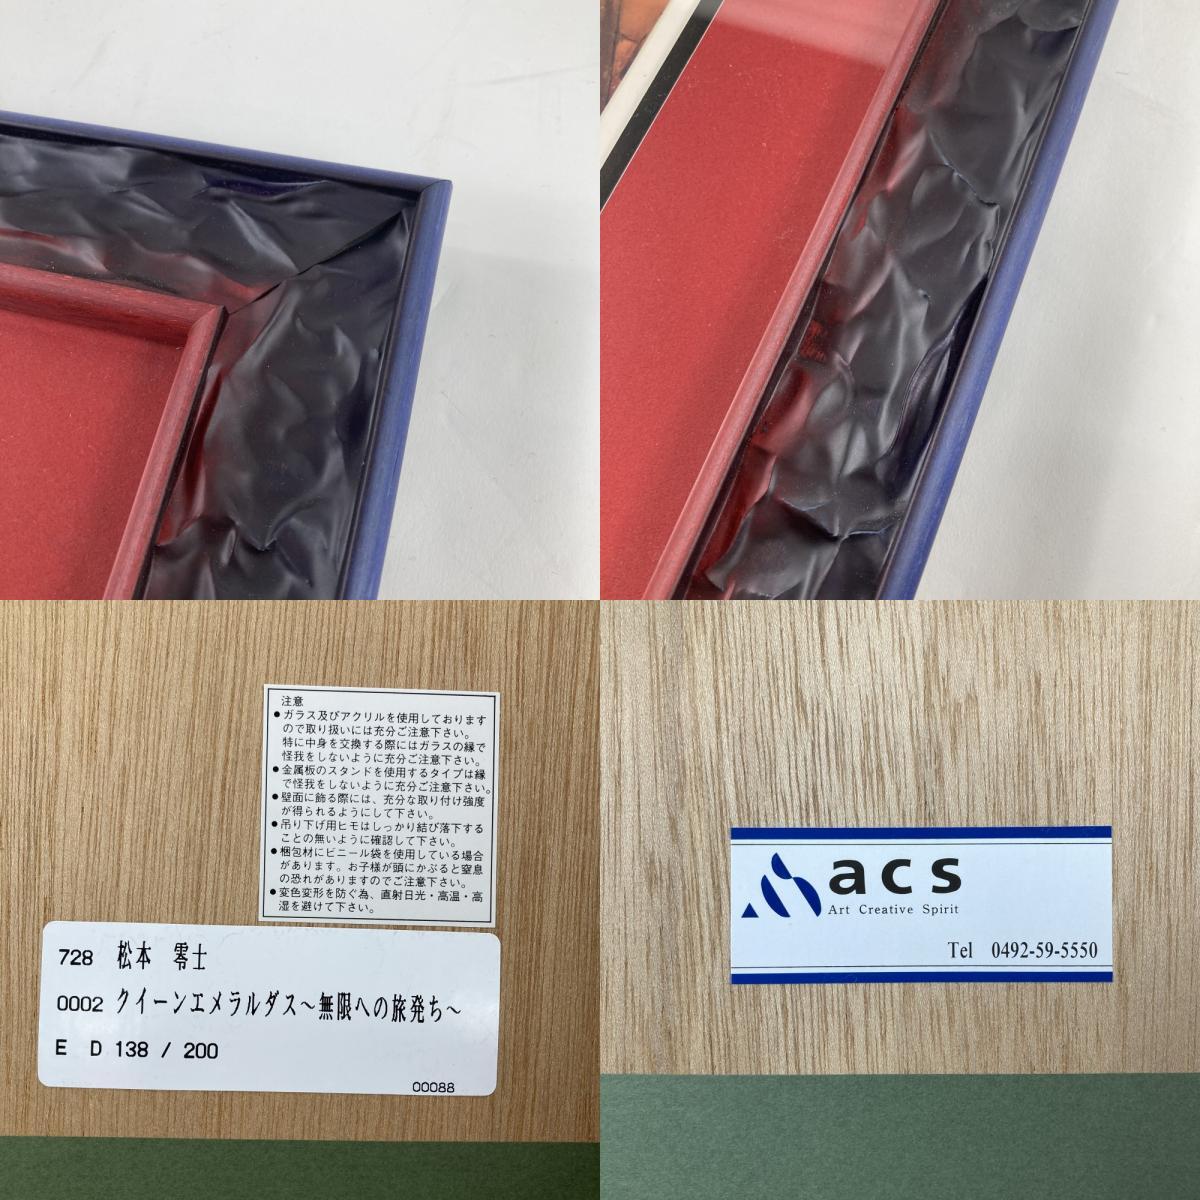 注意
●ガラス及びアクリルを使用しております
ので取り扱いには充分ご注意下さい。
特に中身を交換する際にはガラスの縁で
怪我をしないように充分ご注意下さい。
●金属板のスタンドを使用するタイプは縁
で怪我をしないように充分ご注意下さい。
●壁面に飾る際には、充分な取り付け強度
が得られるようにして下さい。
●吊り下げ用ヒモはしっかり結び落下する
ことの無いように確認して下さい。
●梱包材にビニール袋を使用している場合
があります。お子様が頭にかぶると窒息
の恐れがありますのでご注意下さい。
●変色変形を防ぐ為、直射日光・高温・高
湿を避けて下さい。
728 松本 零士
0002 クイーンエメラルダス～無限への旅発ち～
E D 138 / 200
00088
acs
Art Creative Spirit
Tel 0492-59-5550